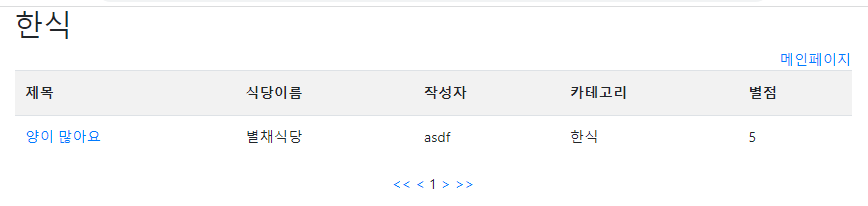 한식
메인페이지
제목 식당이름 작성자 카테고리 별점
양이 많아요 별채식당 asdf 한식 5
<< < 1 > >>